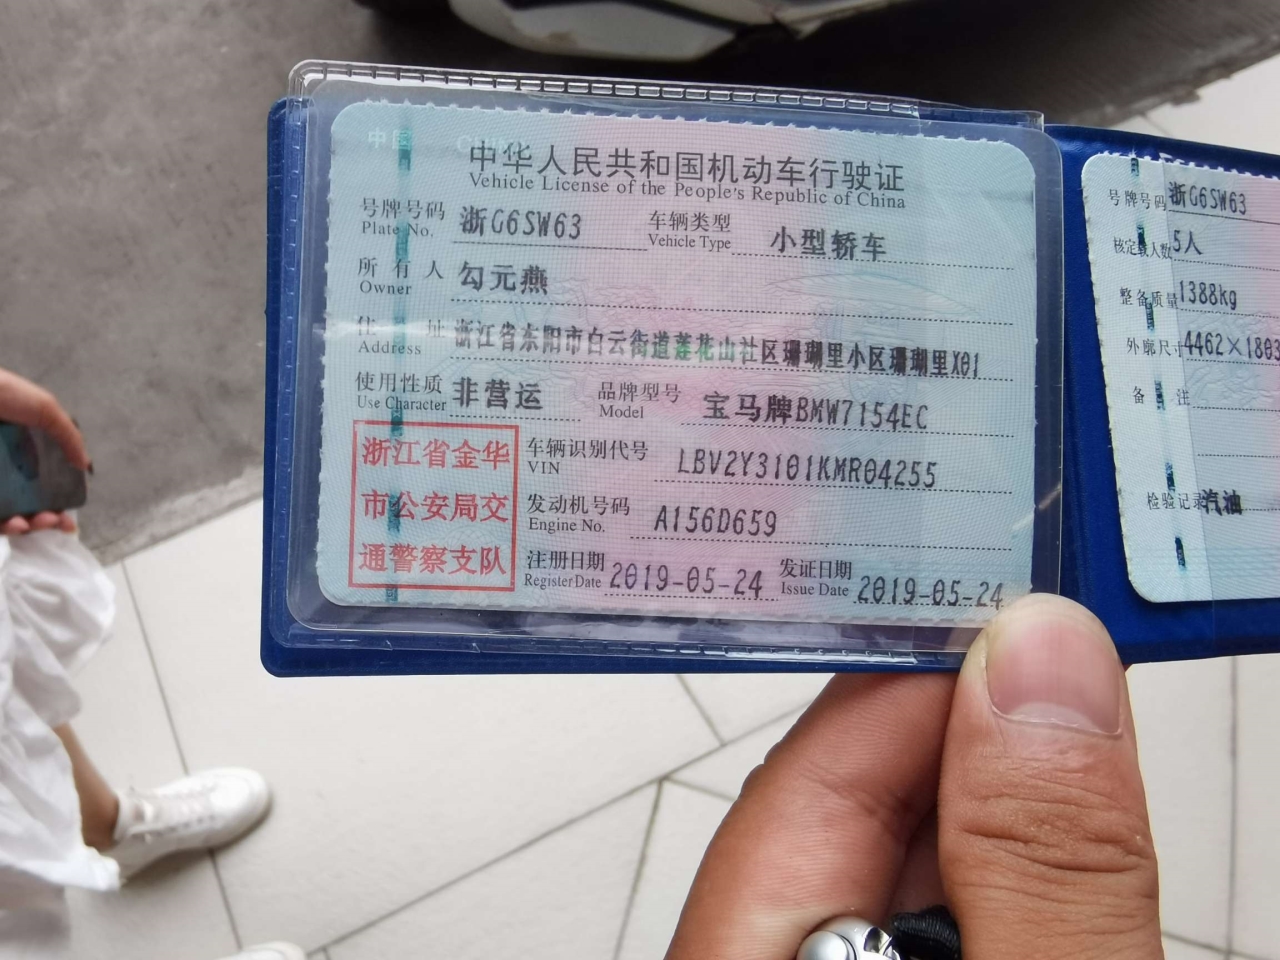 中国 CHINA
中华人民共和国机动车行驶证
Vehicle License of the People's Republic of China
号牌号码 浙G6SW63 车辆类型 小型轿车
Plate No. Vehicle Type
所有人 勾元燕
Owner
住址 浙江省东阳市白云街道莲花山社区珊瑚里小区珊瑚里X01
Address
使用性质 非营运 品牌型号 宝马牌BMW7154EC
Use Character Model
浙江省金华
市公安局交
通警察支队
车辆识别代号 LBV2Y3101KMR04255
VIN
发动机号码 A156D659
Engine No.
注册日期 2019-05-24 发证日期 2019-05-24
Register Date Issue Date
号牌号码 浙G6SW63
核定载人数 5人
整备质量 1388kg
外廓尺寸 4462×1803
备注
检验记录 汽油